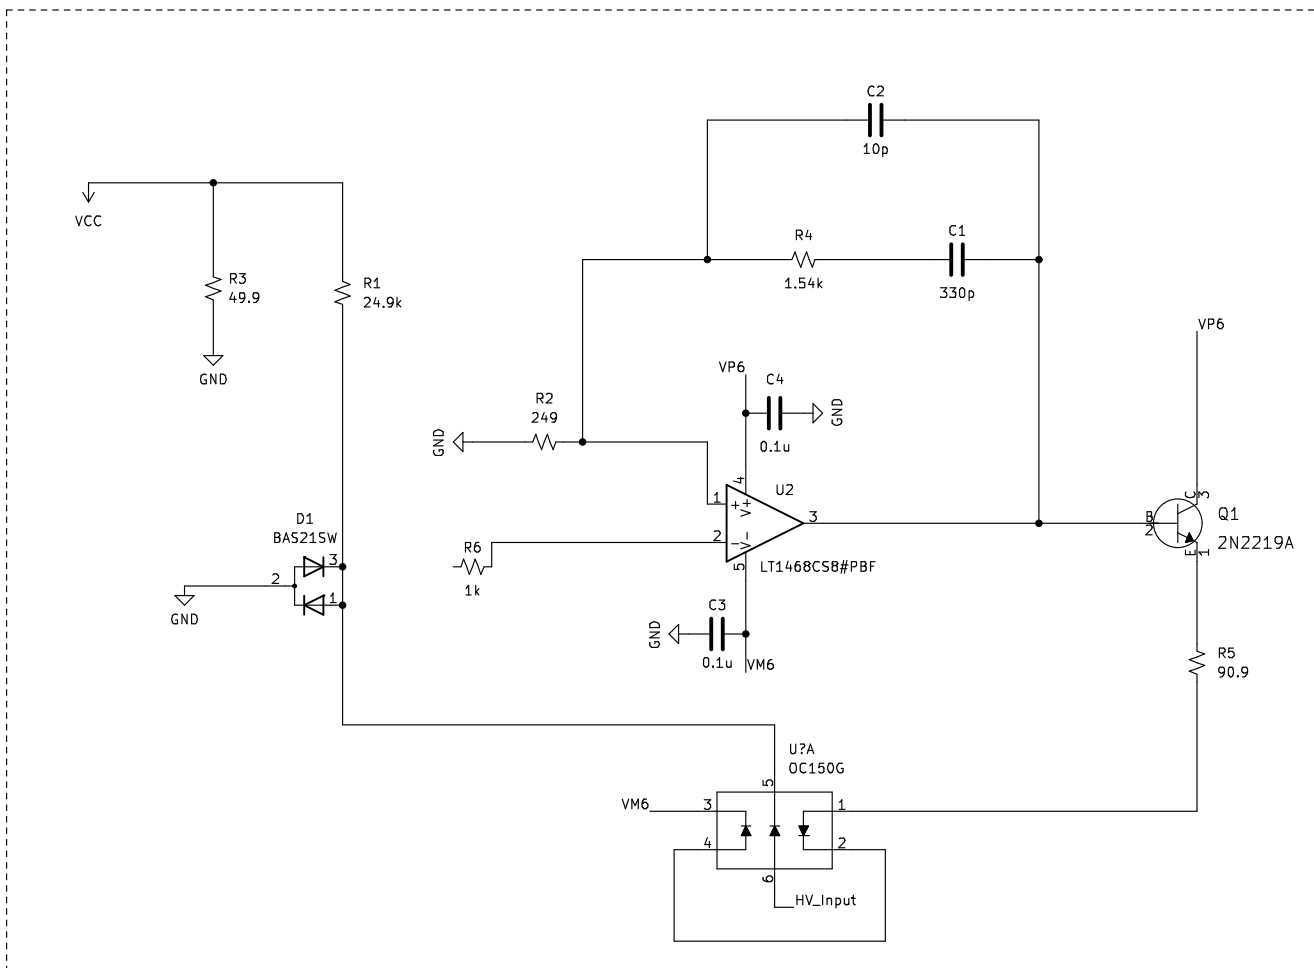 C2
10p
R4
1.54k
C1
330p
VCC
R3
49.9
R1
24.9k
GND
VP6
VP6
C4
GND
0.1u
R2
249
GND
4
U2
1
+
V+
2
-
V-
3
5
LT1468CS8#PBF
R6
1k
B
2
C
3
Q1
2N2219A
E
1
D1
BAS21SW
3
2
1
GND
C3
GND
0.1u
VM6
R5
90.9
U?A
OC150G
5
VM6
3
1
4
2
6
HV_Input